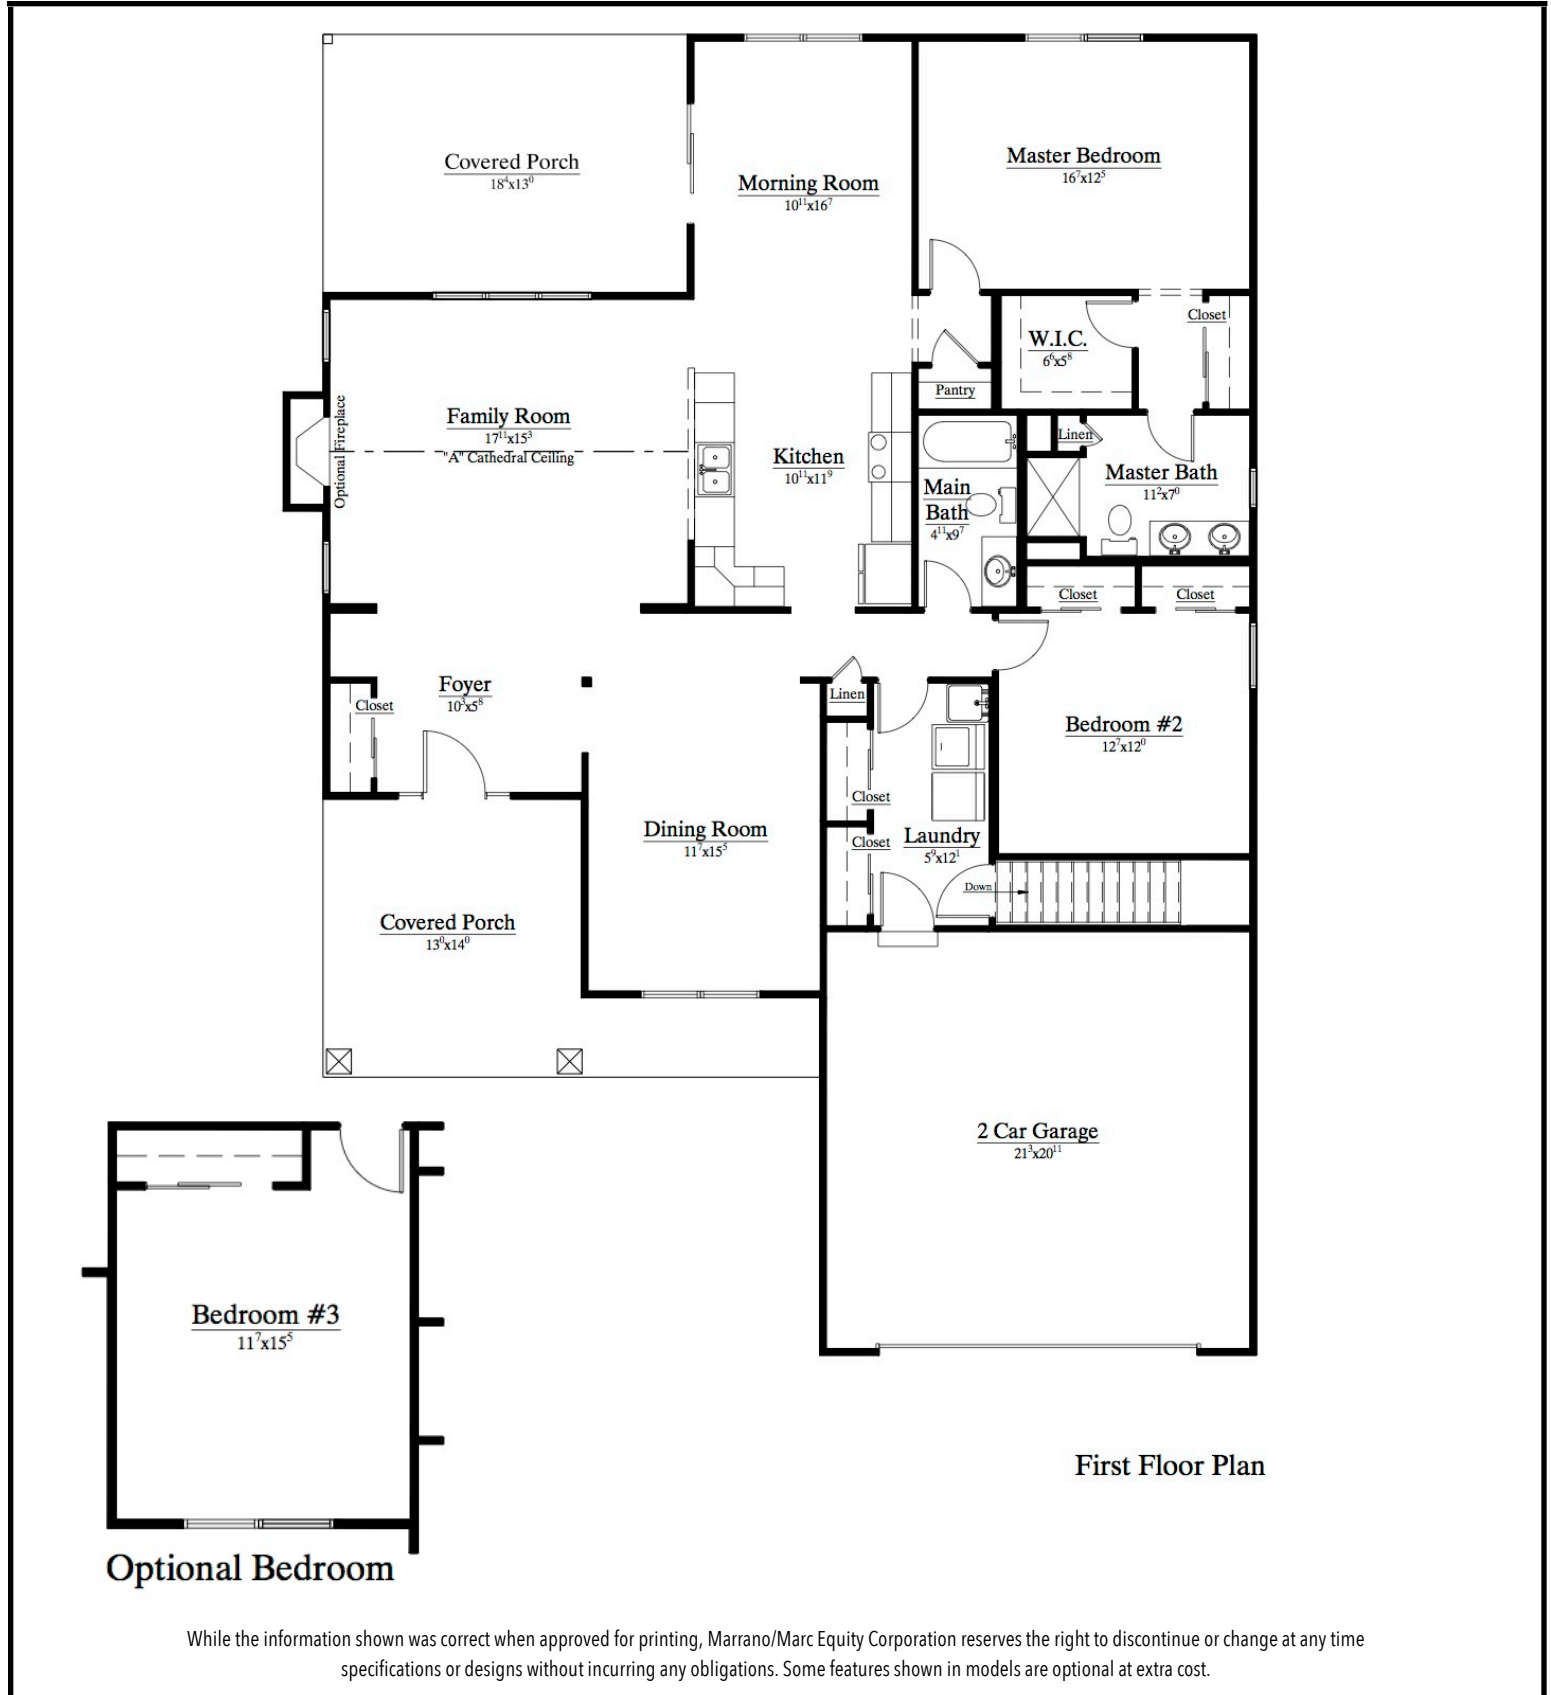 Covered Porch
18⁴x13⁰
Morning Room
10¹¹x16⁷
Master Bedroom
16⁷x12⁵
Closet
W.I.C.
6⁶x5⁸
Pantry
Optional Fireplace
Family Room
17¹¹x15³
"A" Cathedral Ceiling
Kitchen
10¹¹x11⁹
Linen
Master Bath
11²x7⁰
Main
Bath
4¹¹x9⁷
Closet
Closet
Foyer
10³x5⁸
Closet
Linen
Bedroom #2
12⁷x12⁰
Closet
Dining Room
11⁷x15⁵
Closet
Laundry
5⁹x12¹
Down
Covered Porch
13⁰x14⁰
2 Car Garage
21³x20¹¹
Bedroom #3
11⁷x15⁵
First Floor Plan
Optional Bedroom
While the information shown was correct when approved for printing, Marrano/Marc Equity Corporation reserves the right to discontinue or change at any time
specifications or designs without incurring any obligations. Some features shown in models are optional at extra cost.